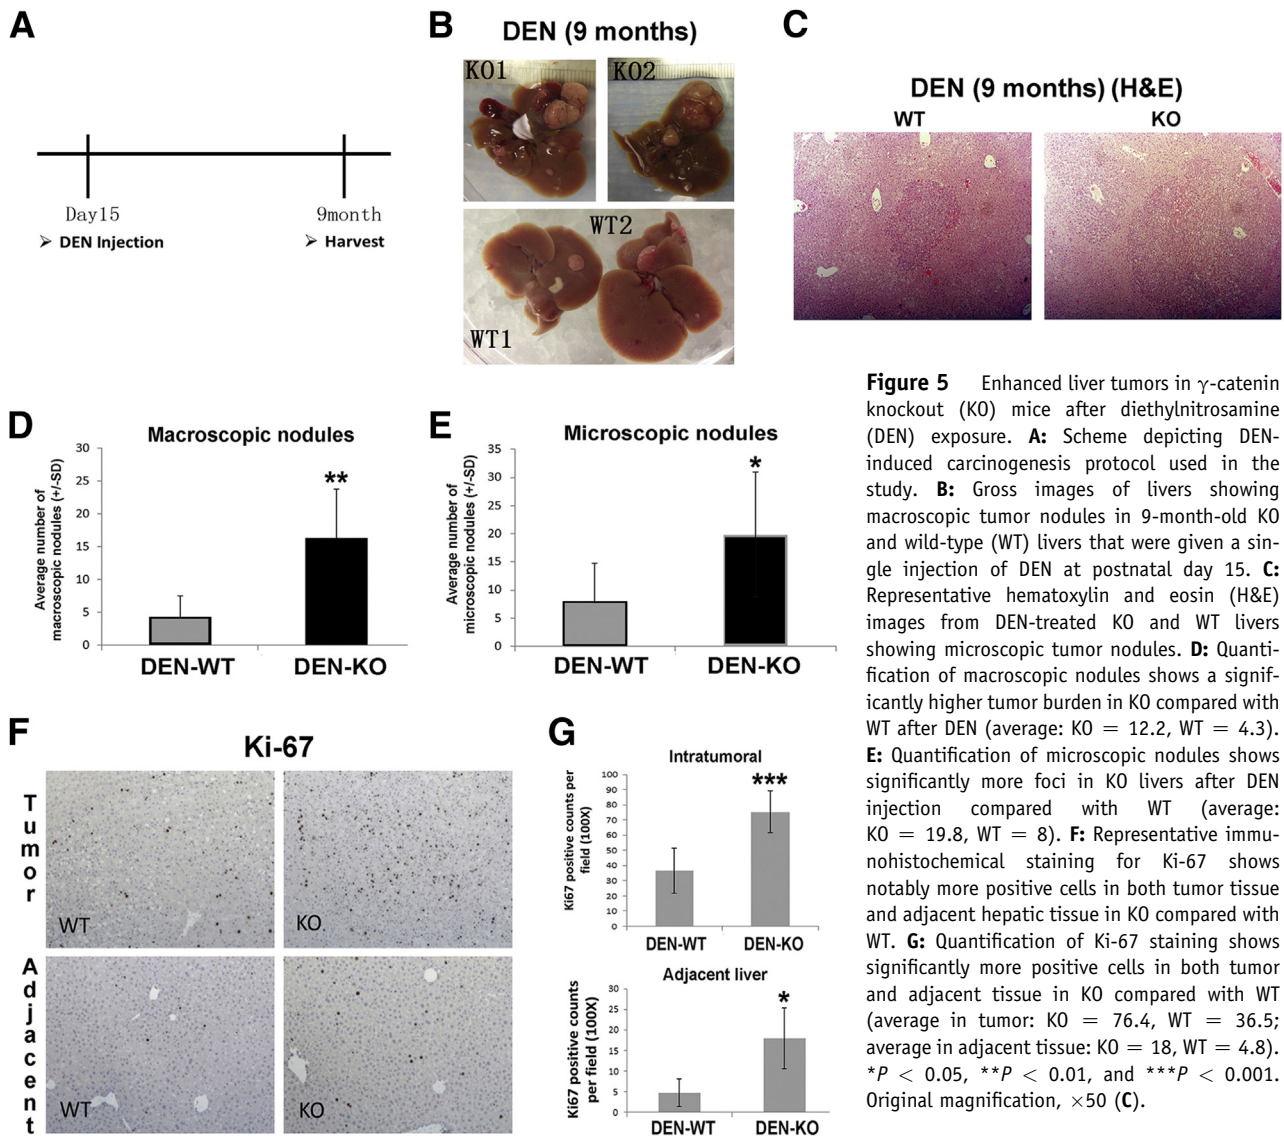 A
Day15
➢ DEN Injection
9month
➢ Harvest
B
DEN (9 months)
KO1
KO2
WT2
WT1
C
DEN (9 months) (H&E)
WT
KO
D
Macroscopic nodules
Average number of
macroscopic nodules (+/-SD)
30
25
20
15
10
5
0
**
DEN-WT
DEN-KO
E
Microscopic nodules
Average number of
microscopic nodules (+/-SD)
35
30
25
20
15
10
5
0
*
DEN-WT
DEN-KO
F
Ki-67
Tumor
WT
KO
Adjacent
WT
KO
G
Intratumoral
Ki67 positive counts per
field (100X)
100
90
80
70
60
50
40
30
20
10
0
***
DEN-WT
DEN-KO
Adjacent liver
Ki67 positive counts
per field (100X)
30
25
20
15
10
5
0
*
DEN-WT
DEN-KO
Figure 5 Enhanced liver tumors in γ-catenin
knockout (KO) mice after diethylnitrosamine
(DEN) exposure. A: Scheme depicting DEN-
induced carcinogenesis protocol used in the
study. B: Gross images of livers showing
macroscopic tumor nodules in 9-month-old KO
and wild-type (WT) livers that were given a sin-
gle injection of DEN at postnatal day 15. C:
Representative hematoxylin and eosin (H&E)
images from DEN-treated KO and WT livers
showing microscopic tumor nodules. D: Quanti-
fication of macroscopic nodules shows a signif-
icantly higher tumor burden in KO compared with
WT after DEN (average: KO = 12.2, WT = 4.3).
E: Quantification of microscopic nodules shows
significantly more foci in KO livers after DEN
injection compared with WT (average:
KO = 19.8, WT = 8). F: Representative immu-
nohistochemical staining for Ki-67 shows
notably more positive cells in both tumor tissue
and adjacent hepatic tissue in KO compared with
WT. G: Quantification of Ki-67 staining shows
significantly more positive cells in both tumor
and adjacent tissue in KO compared with WT
(average in tumor: KO = 76.4, WT = 36.5;
average in adjacent tissue: KO = 18, WT = 4.8).
*P < 0.05, **P < 0.01, and ***P < 0.001.
Original magnification, ×50 (C).